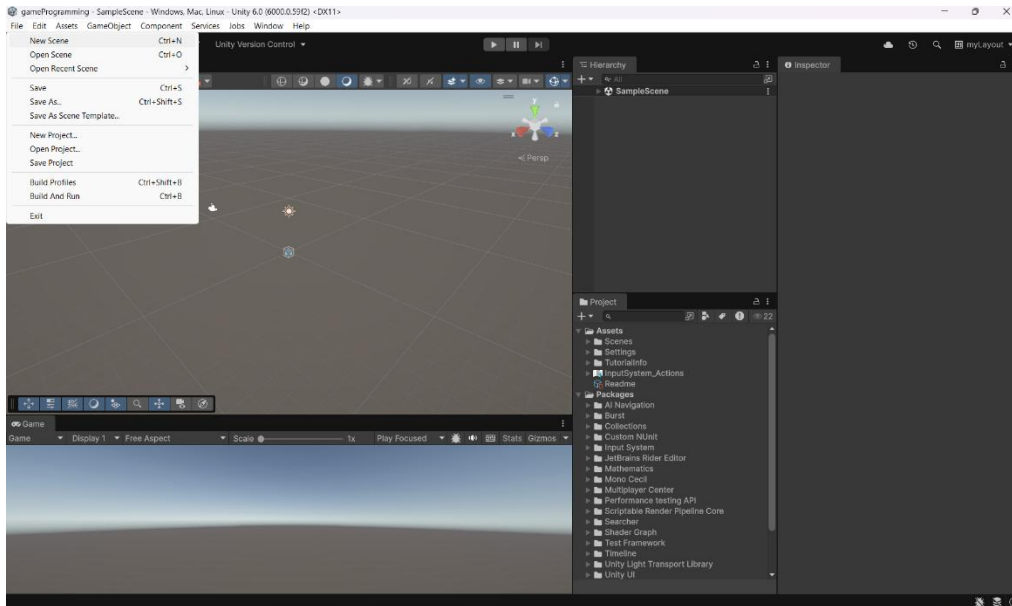 gameProgramming - SampleScene - Windows, Mac, Linux - Unity 6.0 (6000.0.59f2) <DX11>
File Edit Assets GameObject Component Services Jobs Window Help
New Scene Ctrl+N
Open Scene Ctrl+O
Open Recent Scene >
Save Ctrl+S
Save As... Ctrl+Shift+S
Save As Scene Template...
New Project...
Open Project...
Save Project
Build Profiles Ctrl+Shift+B
Build And Run Ctrl+B
Exit
Unity Version Control
myLayout
y
x
z
Persp
Hierarchy
All
SampleScene
Inspector
Project
22
Assets
Scenes
Settings
TutorialInfo
InputSystem_Actions
Readme
Packages
AI Navigation
Burst
Collections
Custom NUnit
Input System
JetBrains Rider Editor
Mathematics
Mono Cecil
Multiplayer Center
Performance testing API
Scriptable Render Pipeline Core
Searcher
Shader Graph
Test Framework
Timeline
Unity Light Transport Library
Unity UI
Game
Game Display 1 Free Aspect Scale 1x Play Focused Stats Gizmos